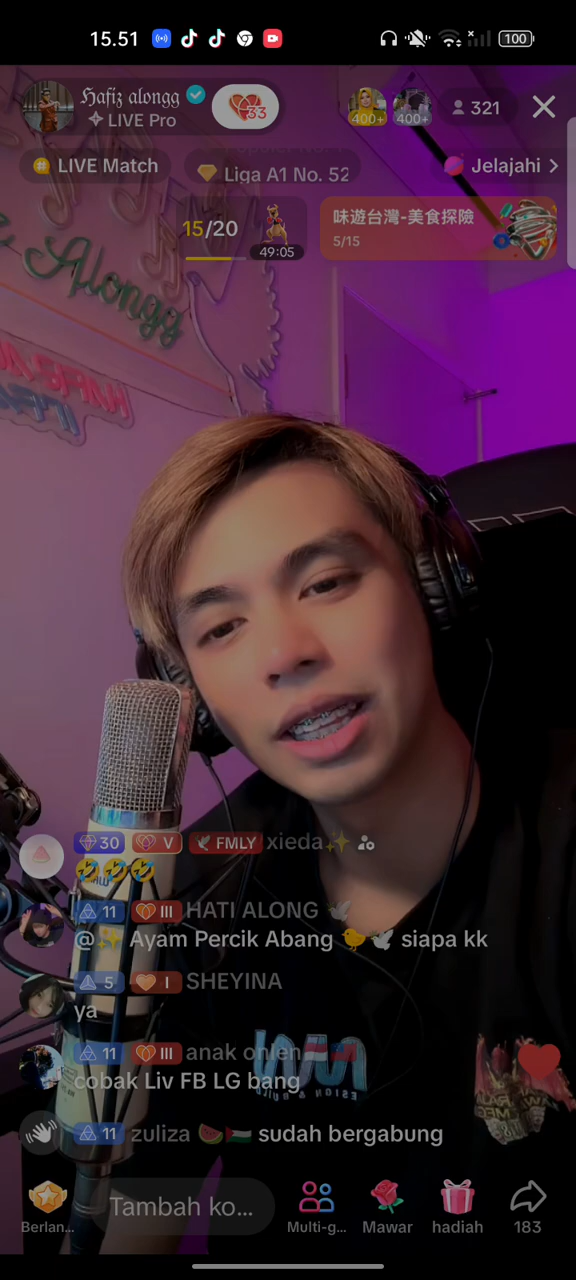 15.51
100
ℌ𝔞𝔣𝔦𝔷 𝔞𝔩𝔬𝔫𝔤𝔤
LIVE Pro
33
400+
400+
321
LIVE Match
Liga A1 No. 52
Jelajahi
15/20
49:05
味遊台灣-美食探險
5/15
Alongg
30 V FMLY xieda✨
🤣🤣🤣
11 III HATI ALONG 🕊
@✨ Ayam Percik Abang 🐤🕊 siapa kk
5 I SHEYINA
ya
11 III anak onlen
cobak Liv FB LG bang
11 zuliza 🍉🇵🇸 sudah bergabung
Berlan...
Tambah ko...
Multi-g...
Mawar
hadiah
183